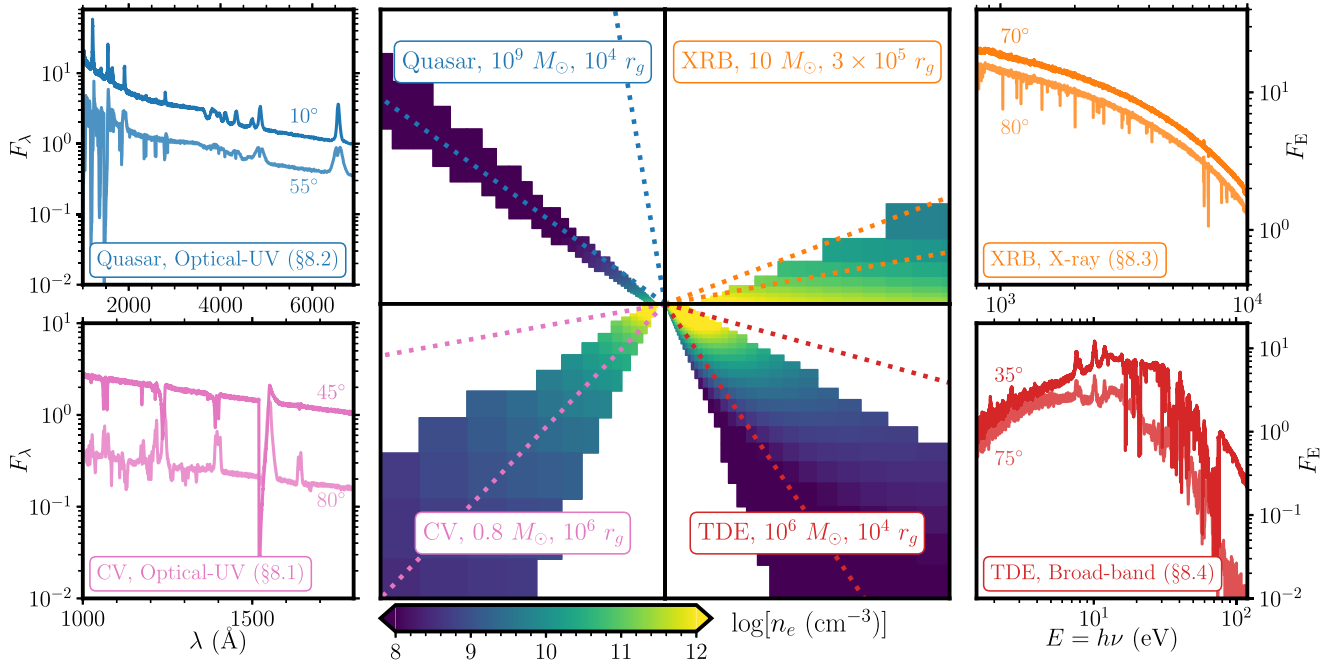 Quasar, 10⁹ M⊙, 10⁴ r_g
XRB, 10 M⊙, 3 × 10⁵ r_g
CV, 0.8 M⊙, 10⁶ r_g
TDE, 10⁶ M⊙, 10⁴ r_g
8 9 10 11 12
log[n_e (cm⁻³)]
F_λ
10¹
10⁰
10⁻¹
10⁻²
10°
55°
Quasar, Optical-UV (§8.2)
2000 4000 6000
F_λ
10¹
10⁰
10⁻¹
10⁻²
45°
80°
CV, Optical-UV (§8.1)
1000 1500
λ (Å)
70°
80°
XRB, X-ray (§8.3)
10¹
10⁰
F_E
10³ 10⁴
35°
75°
TDE, Broad-band (§8.4)
10¹
10⁰
10⁻¹
10⁻²
F_E
10¹ 10²
E = hν (eV)